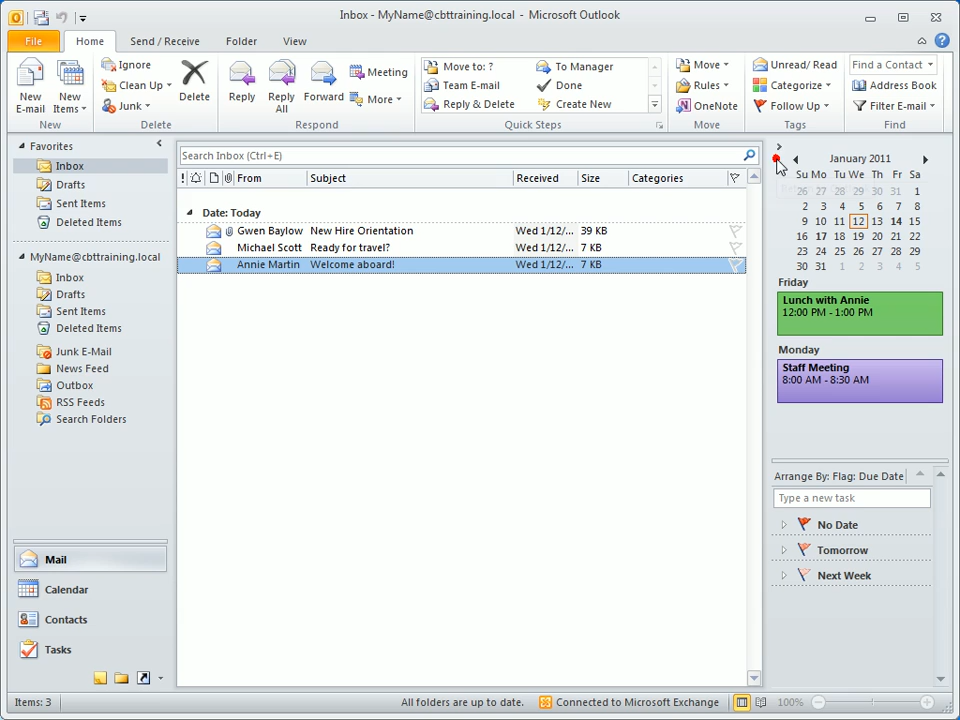 Inbox - MyName@cbttraining.local - Microsoft Outlook
File Home Send / Receive Folder View
New E-mail
New Items
Ignore
Clean Up
Junk
Delete
Reply
Reply All
Forward
Meeting
More
Move to: ?
Team E-mail
Reply & Delete
To Manager
Done
Create New
Move
Rules
OneNote
Unread/ Read
Categorize
Follow Up
Find a Contact
Address Book
Filter E-mail
New Delete Respond Quick Steps Move Tags Find
Favorites
Inbox
Drafts
Sent Items
Deleted Items
MyName@cbttraining.local
Inbox
Drafts
Sent Items
Deleted Items
Junk E-Mail
News Feed
Outbox
RSS Feeds
Search Folders
Mail
Calendar
Contacts
Tasks
Search Inbox (Ctrl+E)
! From Subject Received Size Categories
Date: Today
Gwen Baylow New Hire Orientation Wed 1/12/... 39 KB
Michael Scott Ready for travel? Wed 1/12/... 7 KB
Annie Martin Welcome aboard! Wed 1/12/... 7 KB
January 2011
Su Mo Tu We Th Fr Sa
26 27 28 29 30 31 1
2 3 4 5 6 7 8
9 10 11 12 13 14 15
16 17 18 19 20 21 22
23 24 25 26 27 28 29
30 31 1 2 3 4 5
Friday
Lunch with Annie
12:00 PM - 1:00 PM
Monday
Staff Meeting
8:00 AM - 8:30 AM
Arrange By: Flag: Due Date
Type a new task
No Date
Tomorrow
Next Week
Items: 3 All folders are up to date. Connected to Microsoft Exchange 100%